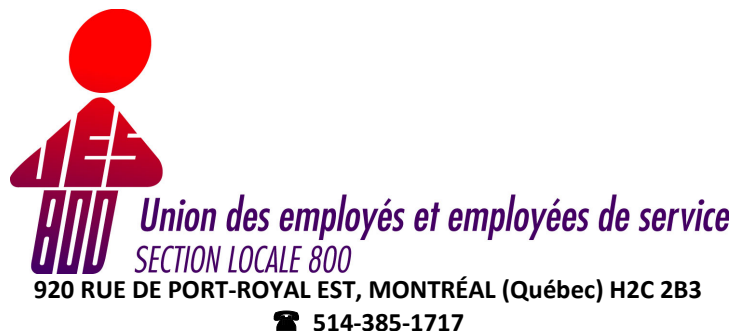 UES
800
Union des employés et employées de service
SECTION LOCALE 800
920 RUE DE PORT-ROYAL EST, MONTRÉAL (Québec) H2C 2B3
☎ 514-385-1717